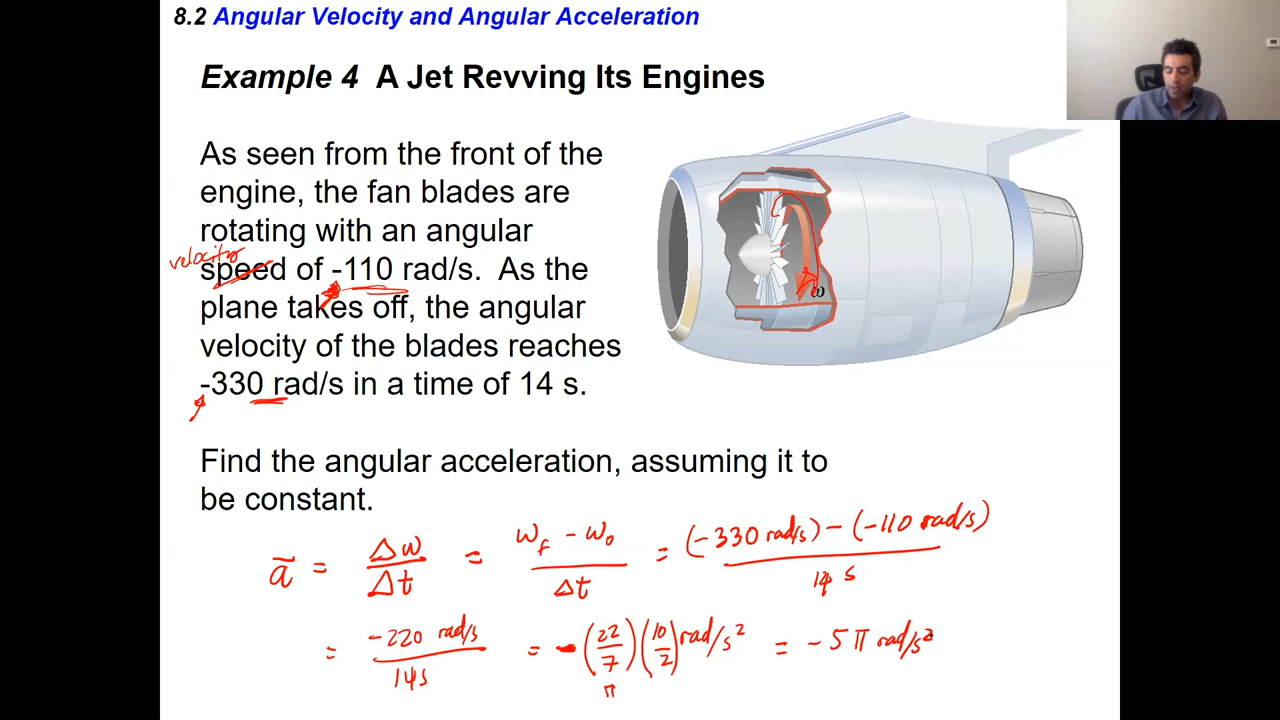 8.2 Angular Velocity and Angular Acceleration
Example 4 A Jet Revving Its Engines
As seen from the front of the
engine, the fan blades are
rotating with an angular
velocity
speed of -110 rad/s. As the
plane takes off, the angular
velocity of the blades reaches
-330 rad/s in a time of 14 s.
ω
Find the angular acceleration, assuming it to
be constant.
ā = Δω/Δt = (ω_f - ω_0)/Δt = ((-330 rad/s) - (-110 rad/s))/14 s
= -220 rad/s / 14 s = -(22/7)(10/2) rad/s² = -5π rad/s²
π